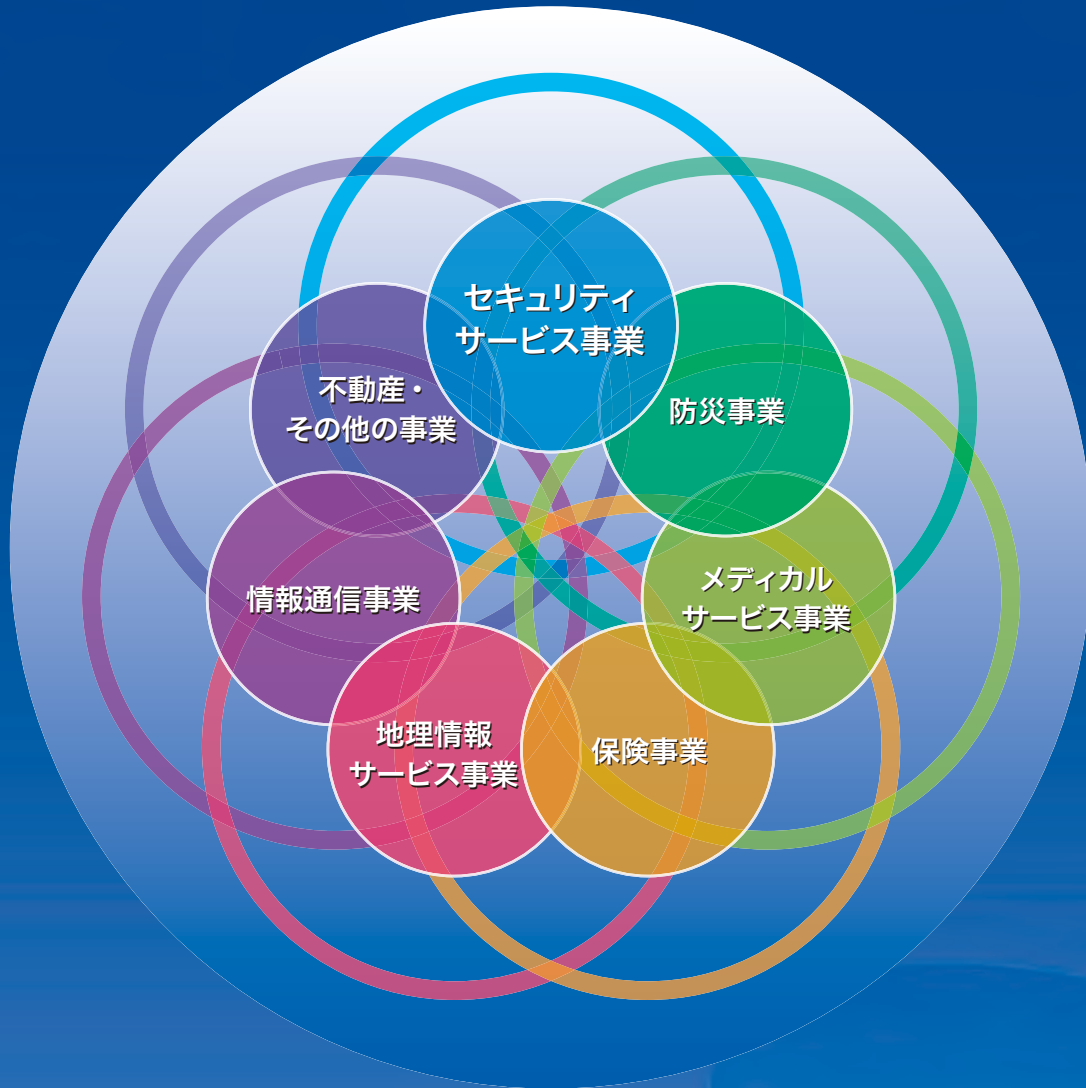 セキュリティ
サービス事業
防災事業
メディカル
サービス事業
保険事業
地理情報
サービス事業
情報通信事業
不動産・
その他の事業